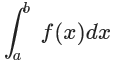 ∫_a^b f(x)dx